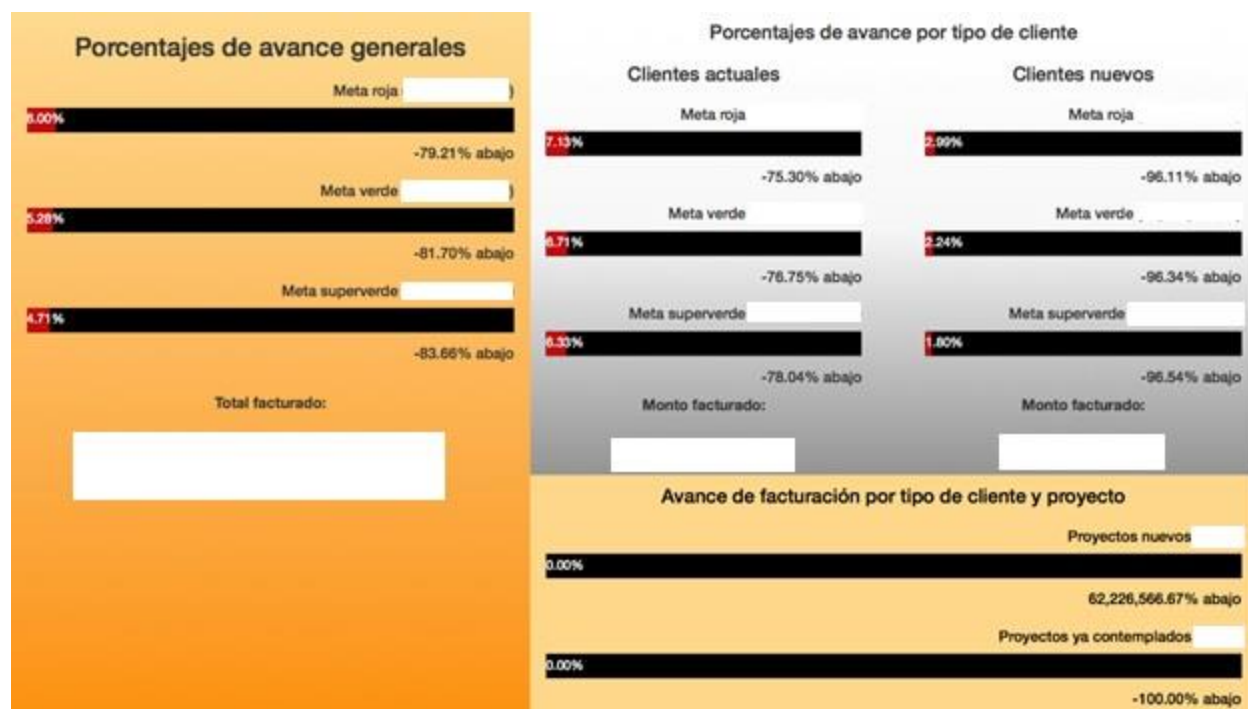 Porcentajes de avance generales
Meta roja )
6.00%
-79.21% abajo
Meta verde )
5.28%
-81.70% abajo
Meta superverde
4.71%
-83.66% abajo
Total facturado:
Porcentajes de avance por tipo de cliente
Clientes actuales
Meta roja
7.13%
-75.30% abajo
Meta verde
6.71%
-76.75% abajo
Meta superverde
6.33%
-78.04% abajo
Monto facturado:
Clientes nuevos
Meta roja
2.99%
-96.11% abajo
Meta verde
2.24%
-96.34% abajo
Meta superverde
1.80%
-96.54% abajo
Monto facturado:
Avance de facturación por tipo de cliente y proyecto
Proyectos nuevos
0.00%
62,226,566.67% abajo
Proyectos ya contemplados
0.00%
-100.00% abajo